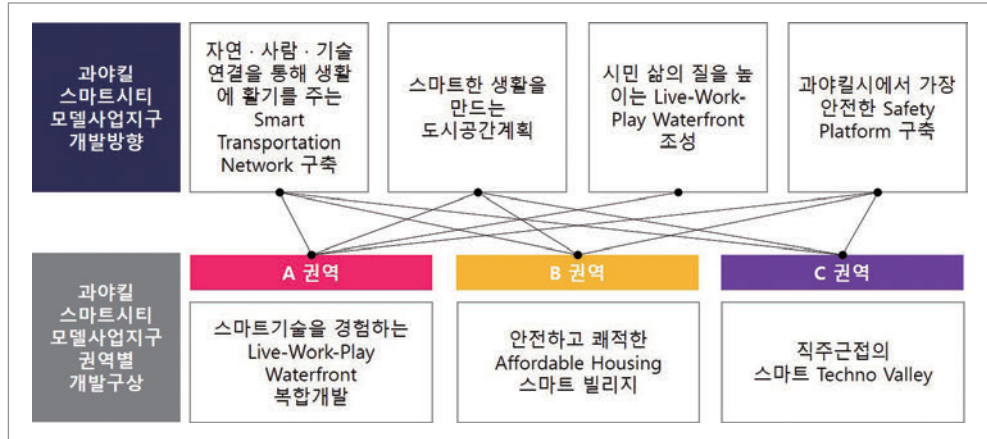 과야킬
스마트시티
모델사업지구
개발방향
자연 · 사람 · 기술
연결을 통해 생활
에 활기를 주는
Smart
Transportation
Network 구축
스마트한 생활을
만드는
도시공간계획
시민 삶의 질을 높
이는 Live-Work-
Play Waterfront
조성
과야킬시에서 가장
안전한 Safety
Platform 구축
과야킬
스마트시티
모델사업지구
권역별
개발구상
A 권역
스마트기술을 경험하는
Live-Work-Play
Waterfront
복합개발
B 권역
안전하고 쾌적한
Affordable Housing
스마트 빌리지
C 권역
직주근접의
스마트 Techno Valley